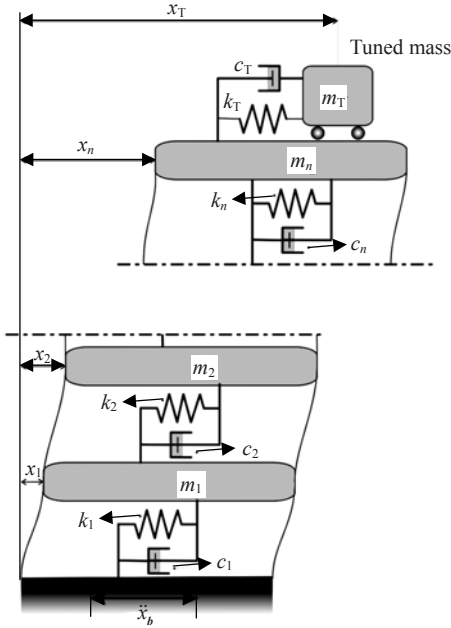 x_T
Tuned mass
c_T
m_T
k_T
x_n
m_n
k_n
c_n
x_2
m_2
k_2
c_2
x_1
m_1
k_1
c_1
ẍ_b